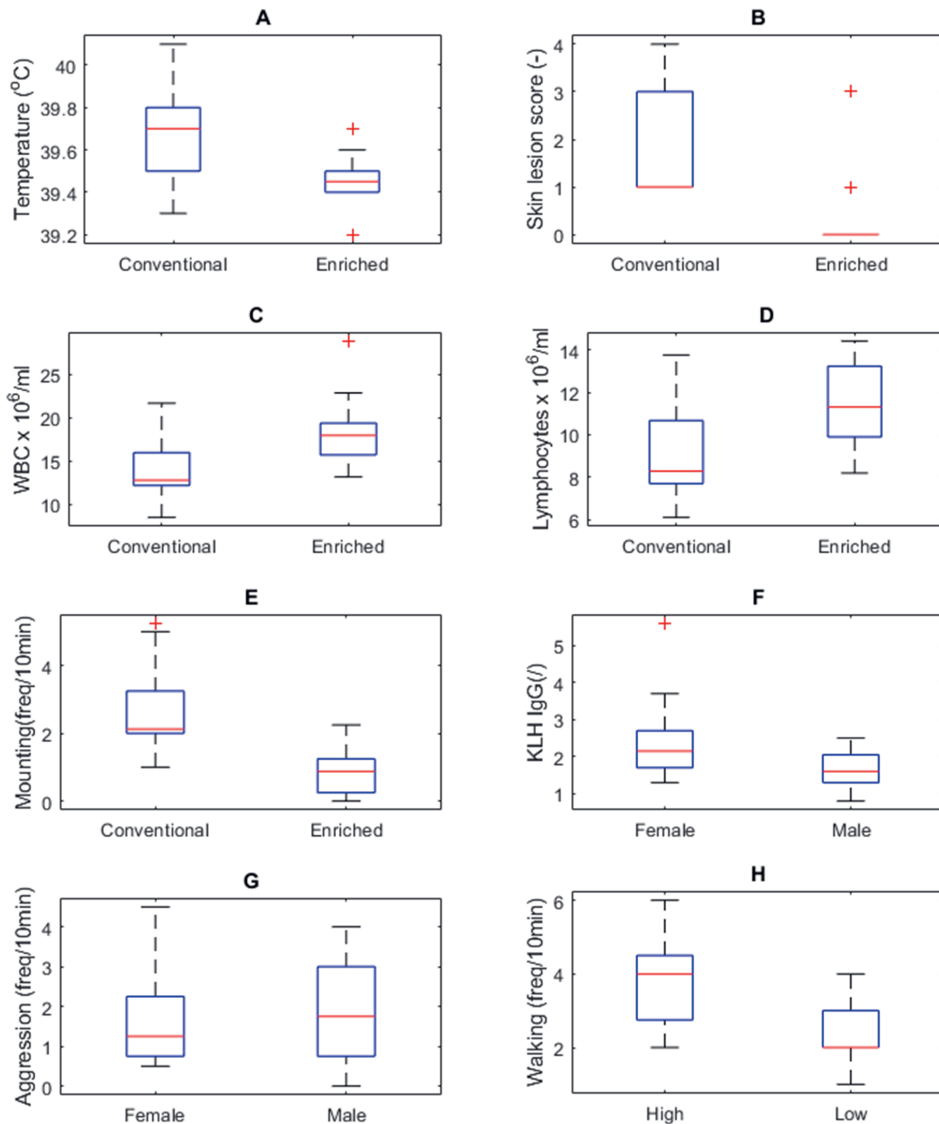 A
Temperature (°C)
40
39.8
39.6
39.4
39.2
Conventional
Enriched
B
Skin lesion score (-)
4
3
2
1
0
Conventional
Enriched
C
WBC x 10⁶/ml
25
20
15
10
Conventional
Enriched
D
Lymphocytes x 10⁶/ml
14
12
10
8
6
Conventional
Enriched
E
Mounting(freq/10min)
4
2
0
Conventional
Enriched
F
KLH IgG(/)
5
4
3
2
1
Female
Male
G
Aggression (freq/10min)
4
3
2
1
0
Female
Male
H
Walking (freq/10min)
6
4
2
High
Low